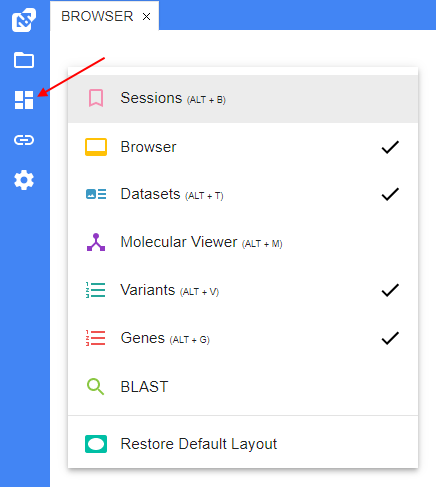 BROWSER
Sessions (ALT + B)
Browser
Datasets (ALT + T)
Molecular Viewer (ALT + M)
Variants (ALT + V)
Genes (ALT + G)
BLAST
Restore Default Layout